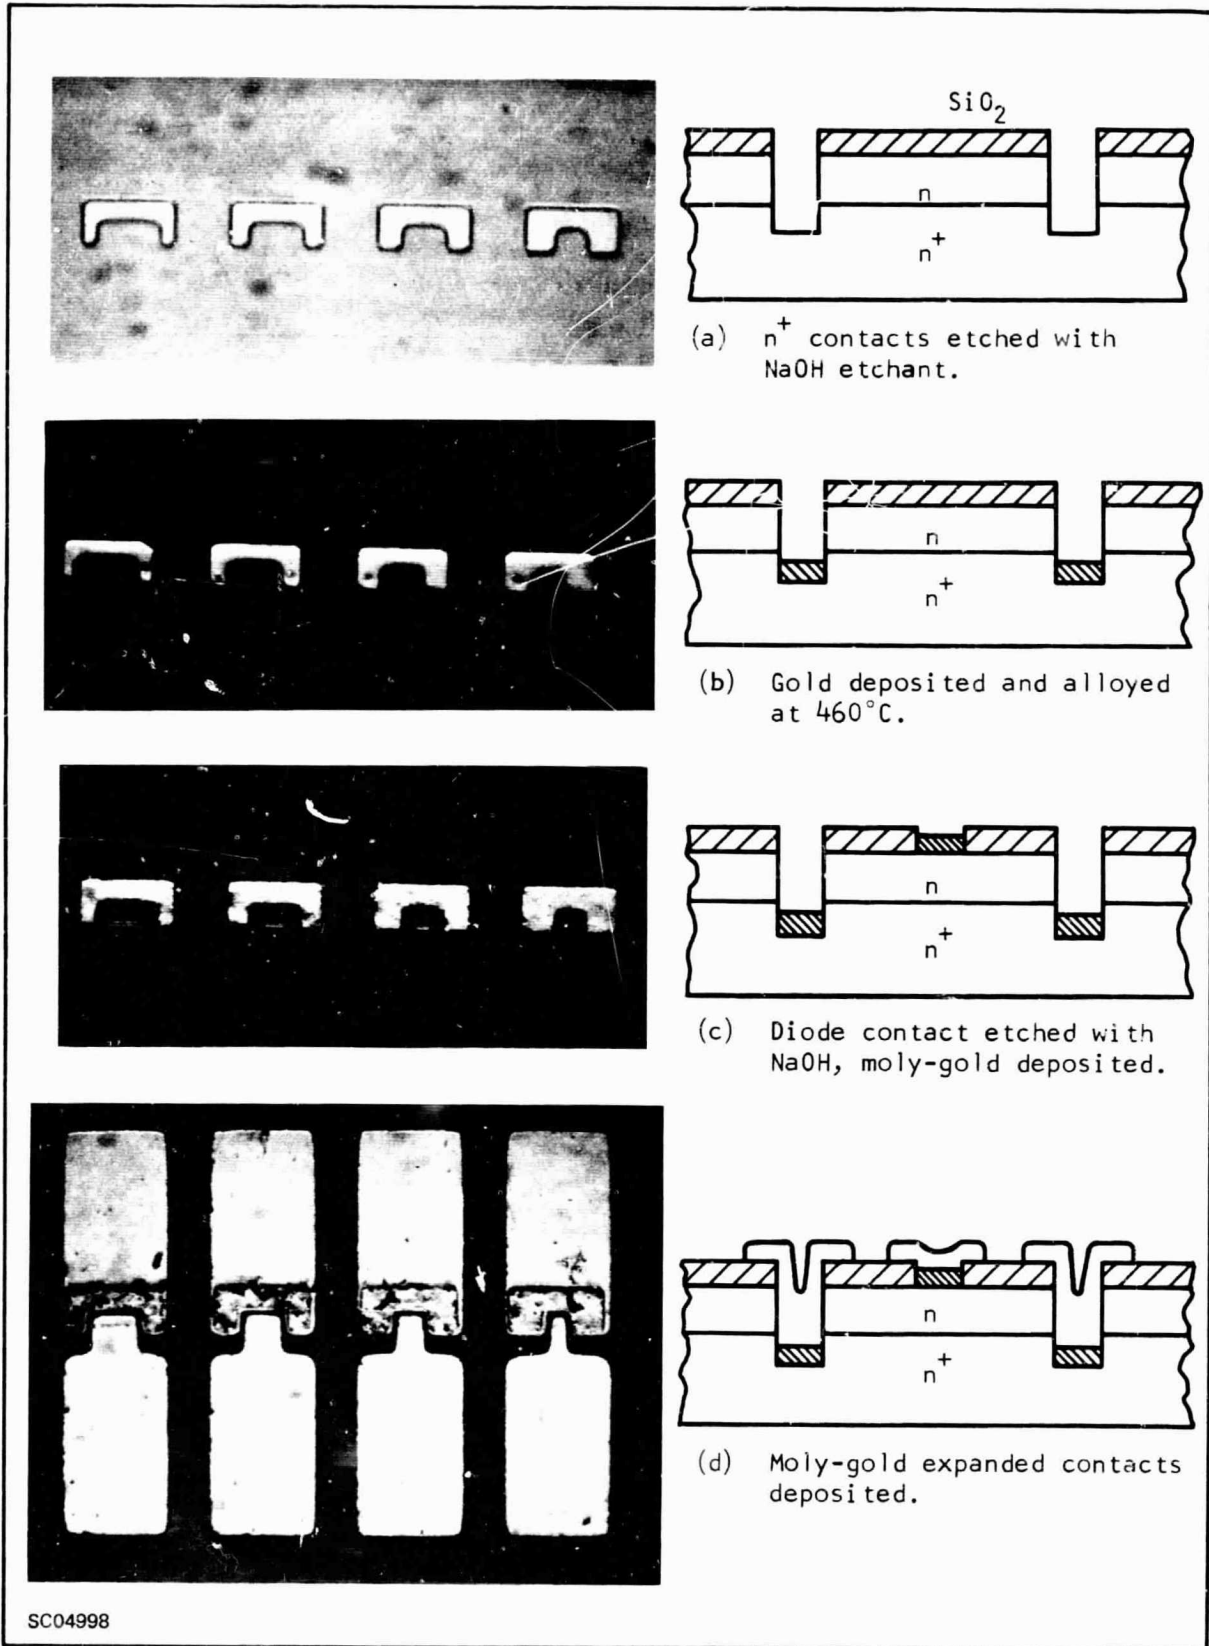 SiO₂
n
n⁺
(a) n⁺ contacts etched with
NaOH etchant.
n
n⁺
(b) Gold deposited and alloyed
at 460°C.
n
n⁺
(c) Diode contact etched with
NaOH, moly-gold deposited.
n
n⁺
(d) Moly-gold expanded contacts
deposited.
SC04998